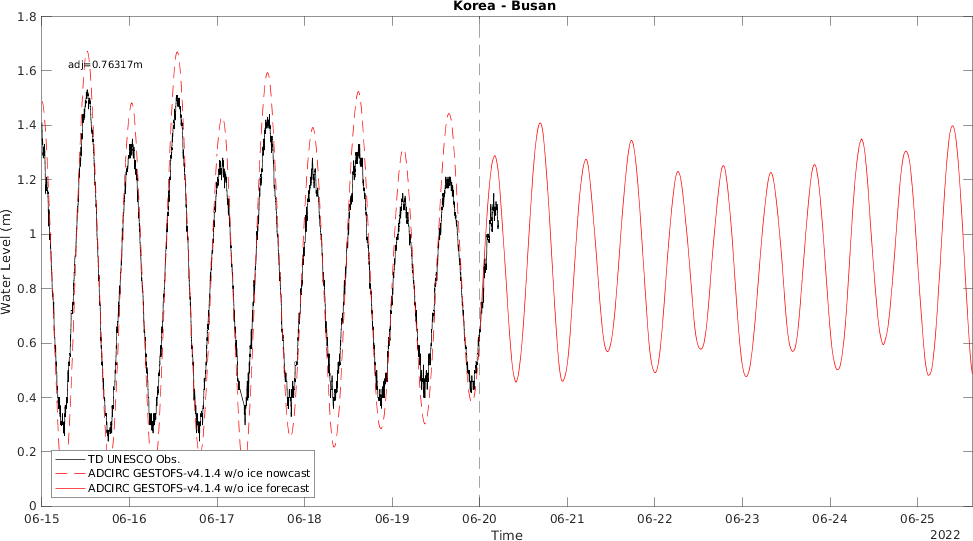 Korea - Busan
1.8
1.6
1.4
1.2
1
0.8
0.6
0.4
0.2
0
Water Level (m)
adj=0.76317m
TD UNESCO Obs.
ADCIRC GESTOFS-v4.1.4 w/o ice nowcast
ADCIRC GESTOFS-v4.1.4 w/o ice forecast
06-15 06-16 06-17 06-18 06-19 06-20 06-21 06-22 06-23 06-24 06-25
Time
2022